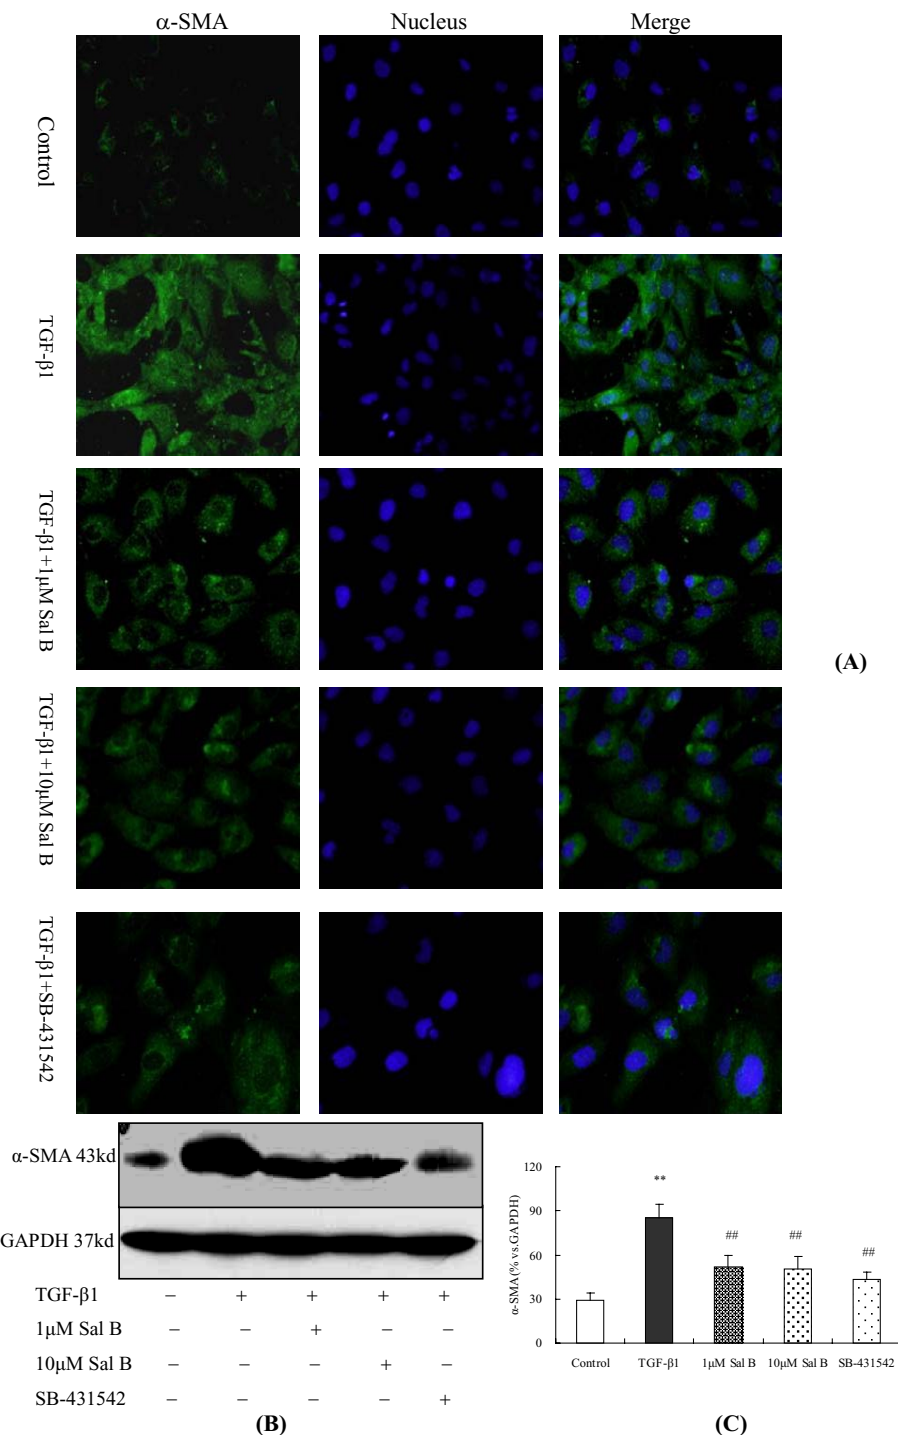 α-SMA Nucleus Merge
Control
TGF-β1
TGF-β1+1μM Sal B
(A)
TGF-β1+10μM Sal B
TGF-β1+SB-431542
α-SMA 43kd
GAPDH 37kd
TGF-β1 − + + + +
1μM Sal B − − + − −
10μM Sal B − − − + −
SB-431542 − − − − +
(B)
α-SMA (% vs.GAPDH)
120
90
60
30
0
**
##
##
##
Control TGF-β1 1μM Sal B 10μM Sal B SB-431542
(C)